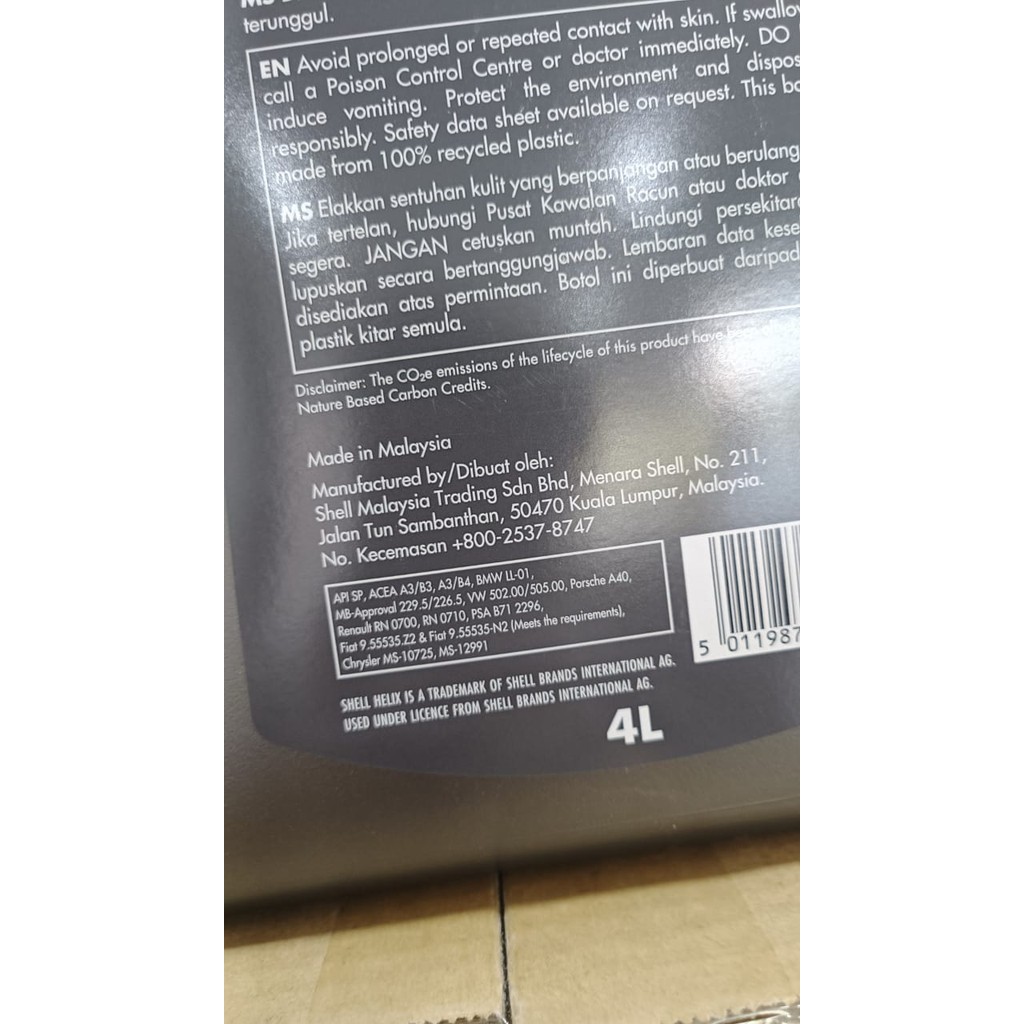 terunggul.
EN Avoid prolonged or repeated contact with skin. If
call a Poison Control Centre or doctor immediately. DO
induce vomiting. Protect the environment and
responsibly. Safety data sheet available on request. This
made from 100% recycled plastic.
MS Elakkan sentuhan kulit yang berpanjangan atau berulang
Jika tertelan, hubungi Pusat Kawalan Racun atau doktor
segera. JANGAN cetuskan muntah. Lindungi
lupuskan secara bertanggungjawab. Lembaran data
disediakan atas permintaan. Botol ini diperbuat
plastik kitar semula.
Disclaimer: The CO₂e emissions of the lifecycle of this product have
Nature Based Carbon Credits.
Made in Malaysia
Manufactured by/Dibuat oleh:
Shell Malaysia Trading Sdn Bhd, Menara Shell, No. 211,
Jalan Tun Sambanthan, 50470 Kuala Lumpur, Malaysia.
No. Kecemasan +800-2537-8747
API SP, ACEA A3/B3, A3/B4, BMW LL-01,
MB-Approval 229.5/226.5, VW 502.00/505.00, Porsche A40,
Renault RN 0700, RN 0710, PSA B71 2296,
Fiat 9.55535.Z2 & Fiat 9.55535-N2 (Meets the requirements),
Chrysler MS-10725, MS-12991
5 011987
SHELL HELIX IS A TRADEMARK OF SHELL BRANDS INTERNATIONAL AG.
USED UNDER LICENCE FROM SHELL BRANDS INTERNATIONAL AG.
4L